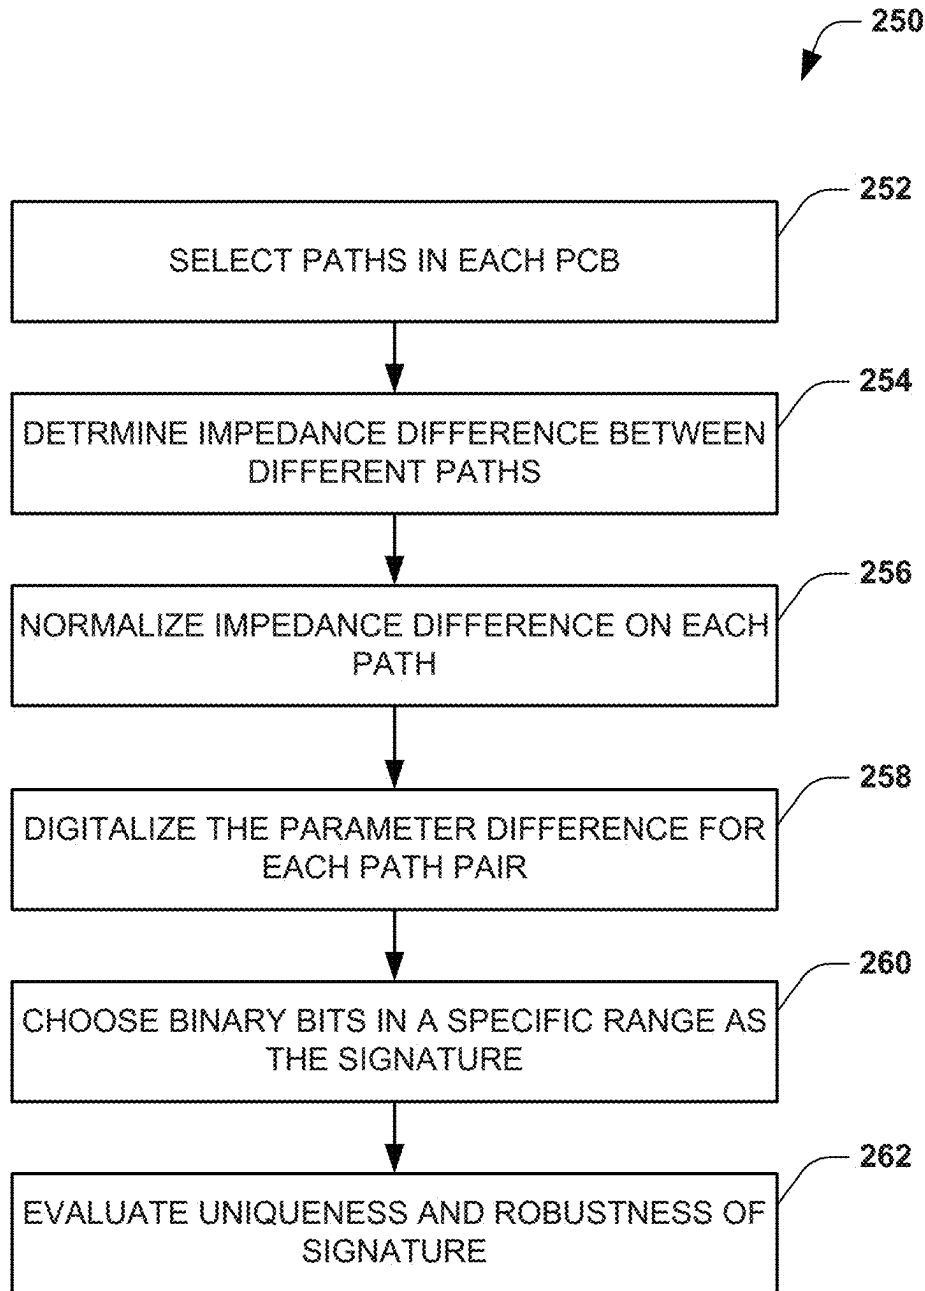 250
252
SELECT PATHS IN EACH PCB
254
DETRMINE IMPEDANCE DIFFERENCE BETWEEN
DIFFERENT PATHS
256
NORMALIZE IMPEDANCE DIFFERENCE ON EACH
PATH
258
DIGITALIZE THE PARAMETER DIFFERENCE FOR
EACH PATH PAIR
260
CHOOSE BINARY BITS IN A SPECIFIC RANGE AS
THE SIGNATURE
262
EVALUATE UNIQUENESS AND ROBUSTNESS OF
SIGNATURE